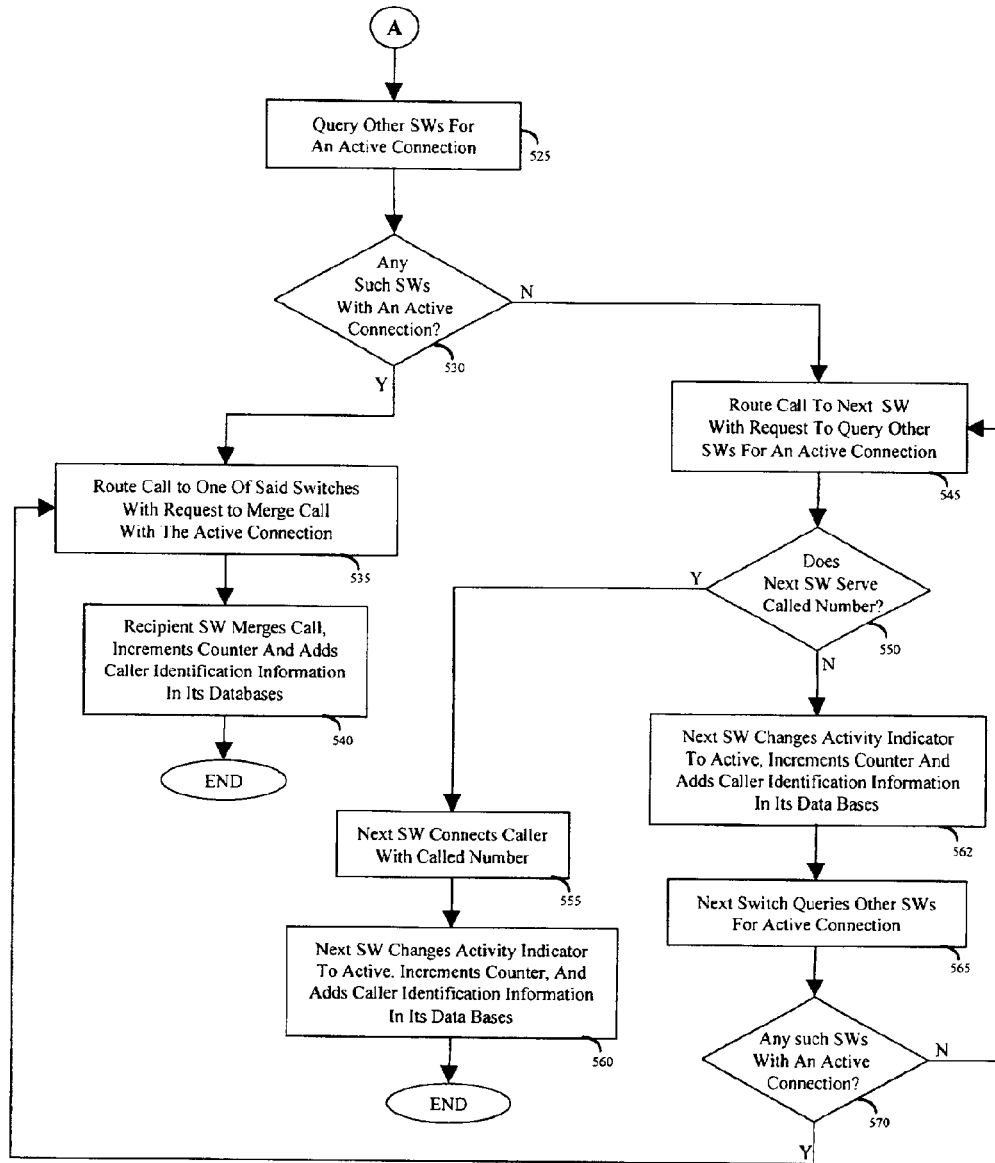 A
Query Other SWs For
An Active Connection
525
Any
Such SWs
With An Active
Connection?
530
N
Y
Route Call To Next SW
With Request To Query Other
SWs For An Active Connection
545
Route Call to One Of Said Switches
With Request to Merge Call
With The Active Connection
535
Does
Next SW Serve
Called Number?
550
Y
N
Recipient SW Merges Call,
Increments Counter And Adds
Caller Identification Information
In Its Databases
540
END
Next SW Changes Activity Indicator
To Active, Increments Counter And
Adds Caller Identification Information
In Its Data Bases
562
Next SW Connects Caller
With Called Number
555
Next Switch Queries Other SWs
For Active Connection
565
Next SW Changes Activity Indicator
To Active. Increments Counter, And
Adds Caller Identification Information
In Its Data Bases
560
END
Any such SWs
With An Active
Connection?
570
N
Y